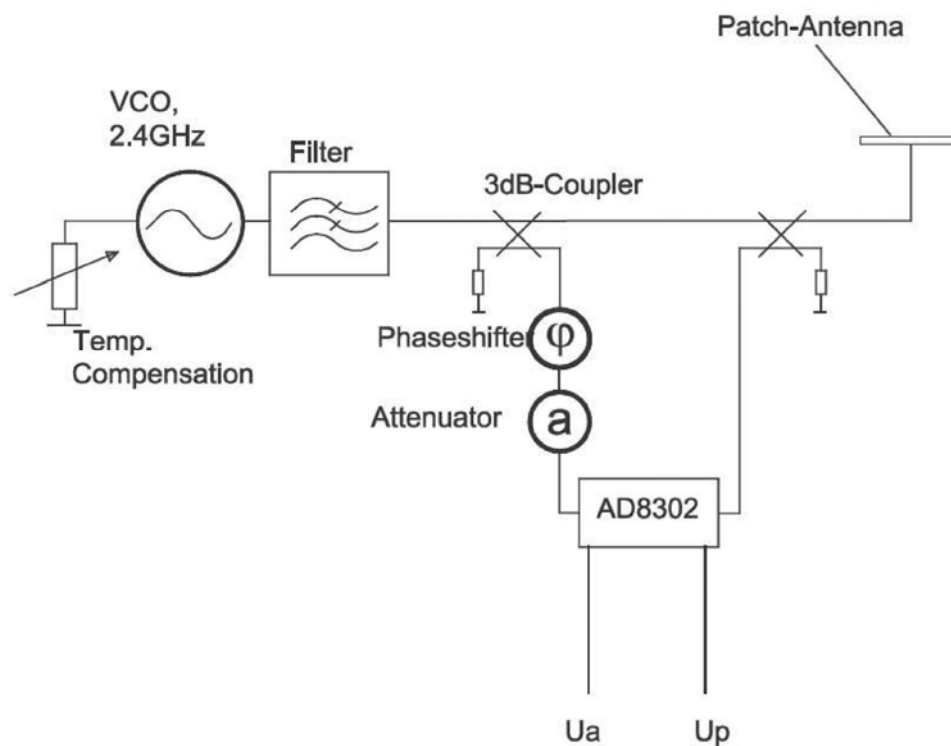 Patch-Antenna
VCO,
2.4GHz
Filter
3dB-Coupler
Temp.
Compensation
Phaseshifter
φ
Attenuator
a
AD8302
Ua
Up